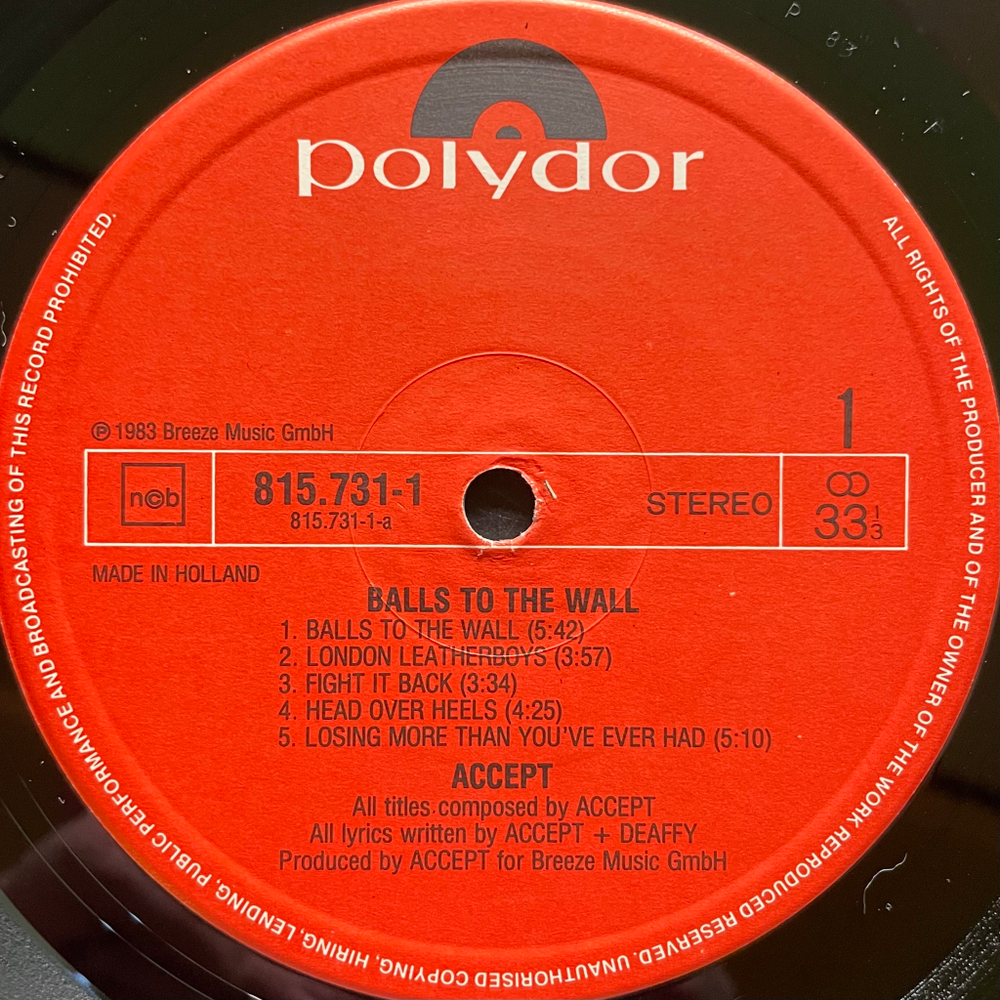 polydor
ALL RIGHTS OF THE PRODUCER AND OF THE OWNER OF THE WORK REPRODUCED RESERVED. UNAUTHORISED COPYING, HIRING, LENDING, PUBLIC PERFORMANCE AND BROADCASTING OF THIS RECORD PROHIBITED.
1
℗ 1983 Breeze Music GmbH
n©b
815.731-1
815.731-1-a
STEREO
33 1/3
MADE IN HOLLAND
BALLS TO THE WALL
1. BALLS TO THE WALL (5:42)
2. LONDON LEATHERBOYS (3:57)
3. FIGHT IT BACK (3:34)
4. HEAD OVER HEELS (4:25)
5. LOSING MORE THAN YOU'VE EVER HAD (5:10)
ACCEPT
All titles composed by ACCEPT
All lyrics written by ACCEPT + DEAFFY
Produced by ACCEPT for Breeze Music GmbH